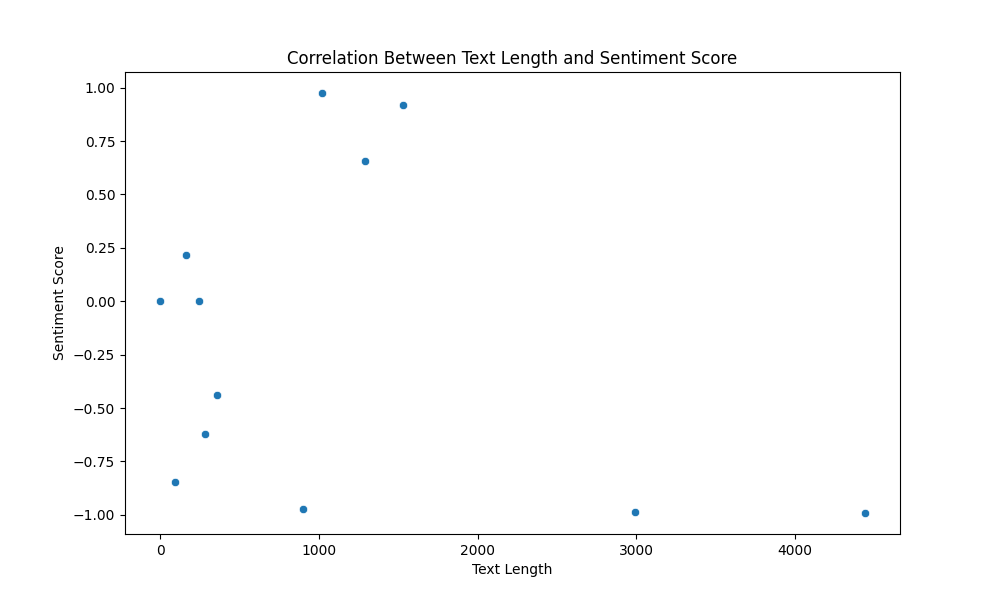 Correlation Between Text Length and Sentiment Score
1.00
0.75
0.50
0.25
0.00
−0.25
−0.50
−0.75
−1.00
Sentiment Score
0 1000 2000 3000 4000
Text Length